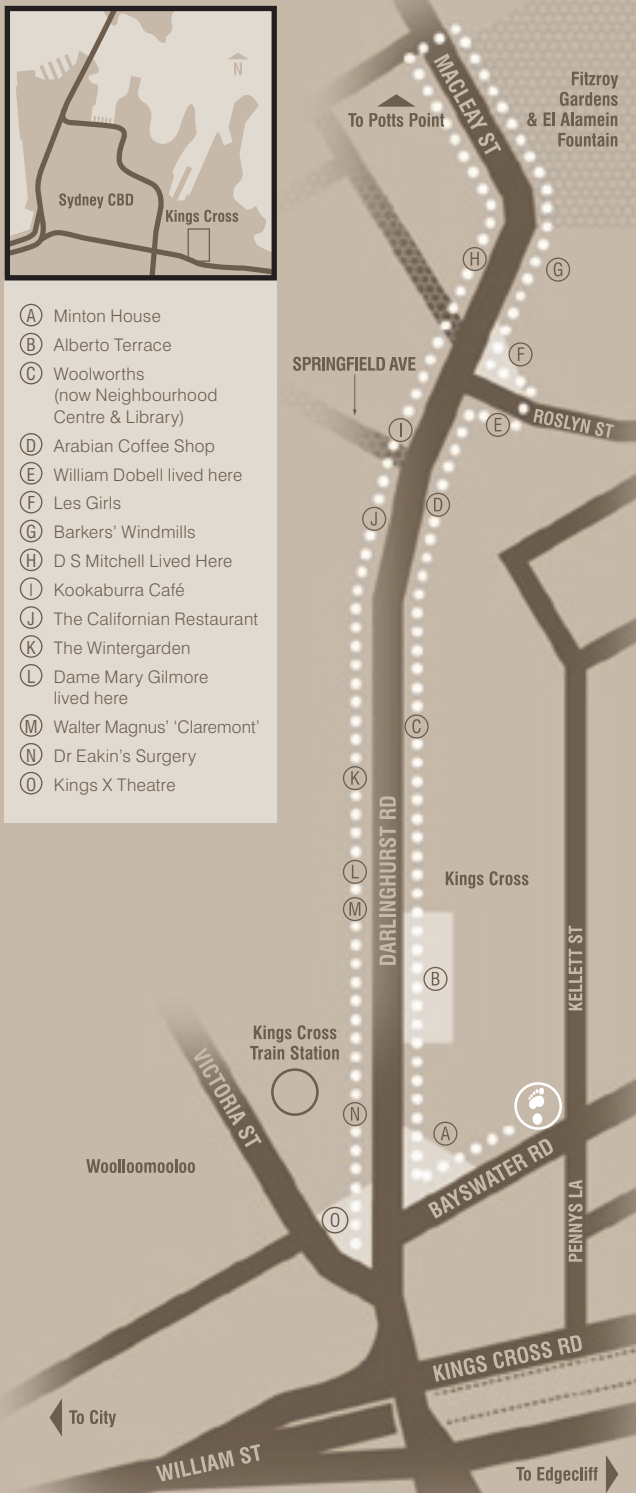 N
Sydney CBD
Kings Cross
A Minton House
B Alberto Terrace
C Woolworths
(now Neighbourhood
Centre & Library)
D Arabian Coffee Shop
E William Dobell lived here
F Les Girls
G Barkers' Windmills
H D S Mitchell Lived Here
I Kookaburra Café
J The Californian Restaurant
K The Wintergarden
L Dame Mary Gilmore
lived here
M Walter Magnus' 'Claremont'
N Dr Eakin's Surgery
O Kings X Theatre
MACLEAY ST
Fitzroy
Gardens
& El Alamein
Fountain
To Potts Point
H
G
F
SPRINGFIELD AVE
E
ROSLYN ST
I
D
J
C
K
DARLINGHURST RD
L
M
Kings Cross
B
KELLETT ST
Kings Cross
Train Station
VICTORIA ST
N
A
BAYSWATER RD
Woolloomooloo
O
PENNYS LA
KINGS CROSS RD
To City
WILLIAM ST
To Edgecliff